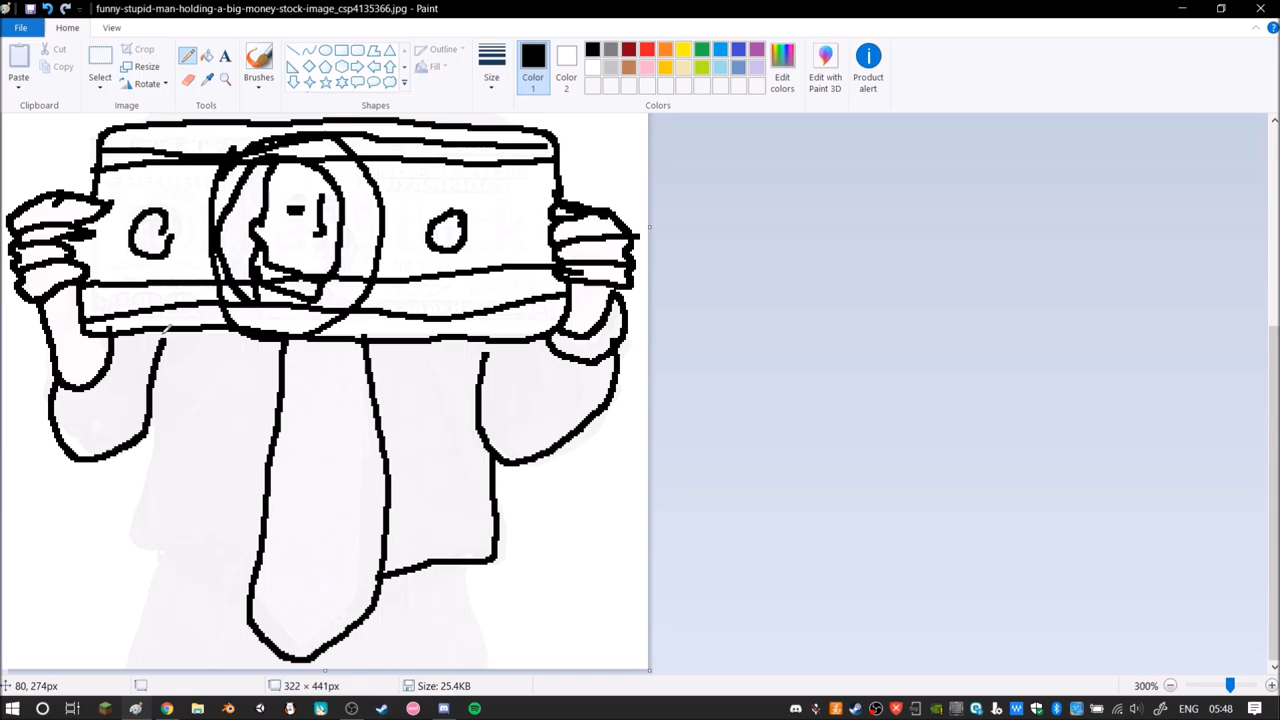 funny-stupid-man-holding-a-big-money-stock-image_csp4135366.jpg - Paint
File
Home
View
Paste
Cut
Copy
Clipboard
Select
Crop
Resize
Rotate
Image
A
Tools
Brushes
Outline
Fill
Shapes
Size
Color
1
Color
2
Edit
colors
Colors
Edit with
Paint 3D
Product
alert
80, 274px
322 × 441px
Size: 25.4KB
300%
ENG
05:48